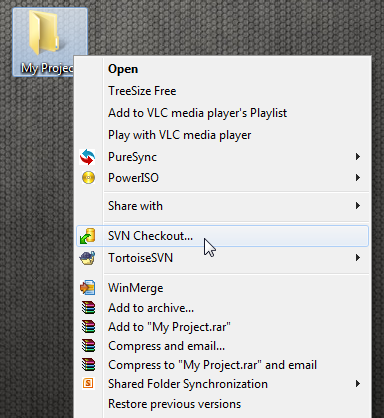 My Project
Open
TreeSize Free
Add to VLC media player's Playlist
Play with VLC media player
PureSync
PowerISO
Share with
SVN Checkout...
TortoiseSVN
WinMerge
Add to archive...
Add to "My Project.rar"
Compress and email...
Compress to "My Project.rar" and email
Shared Folder Synchronization
Restore previous versions